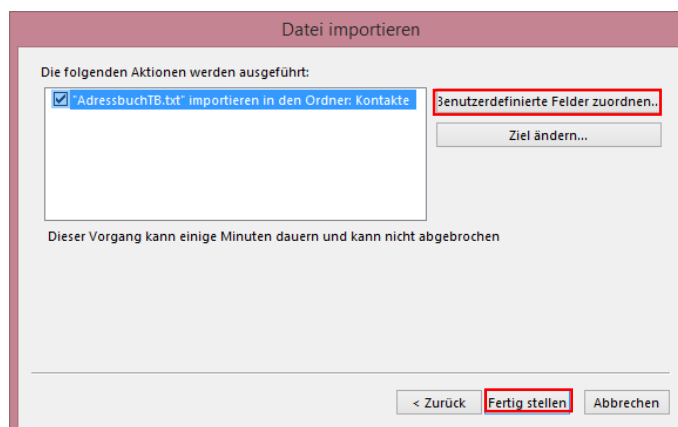 Datei importieren
Die folgenden Aktionen werden ausgeführt:
"AdressbuchTB.txt" importieren in den Ordner: Kontakte
Benutzerdefinierte Felder zuordnen..
Ziel ändern...
Dieser Vorgang kann einige Minuten dauern und kann nicht abgebrochen
< Zurück Fertig stellen Abbrechen